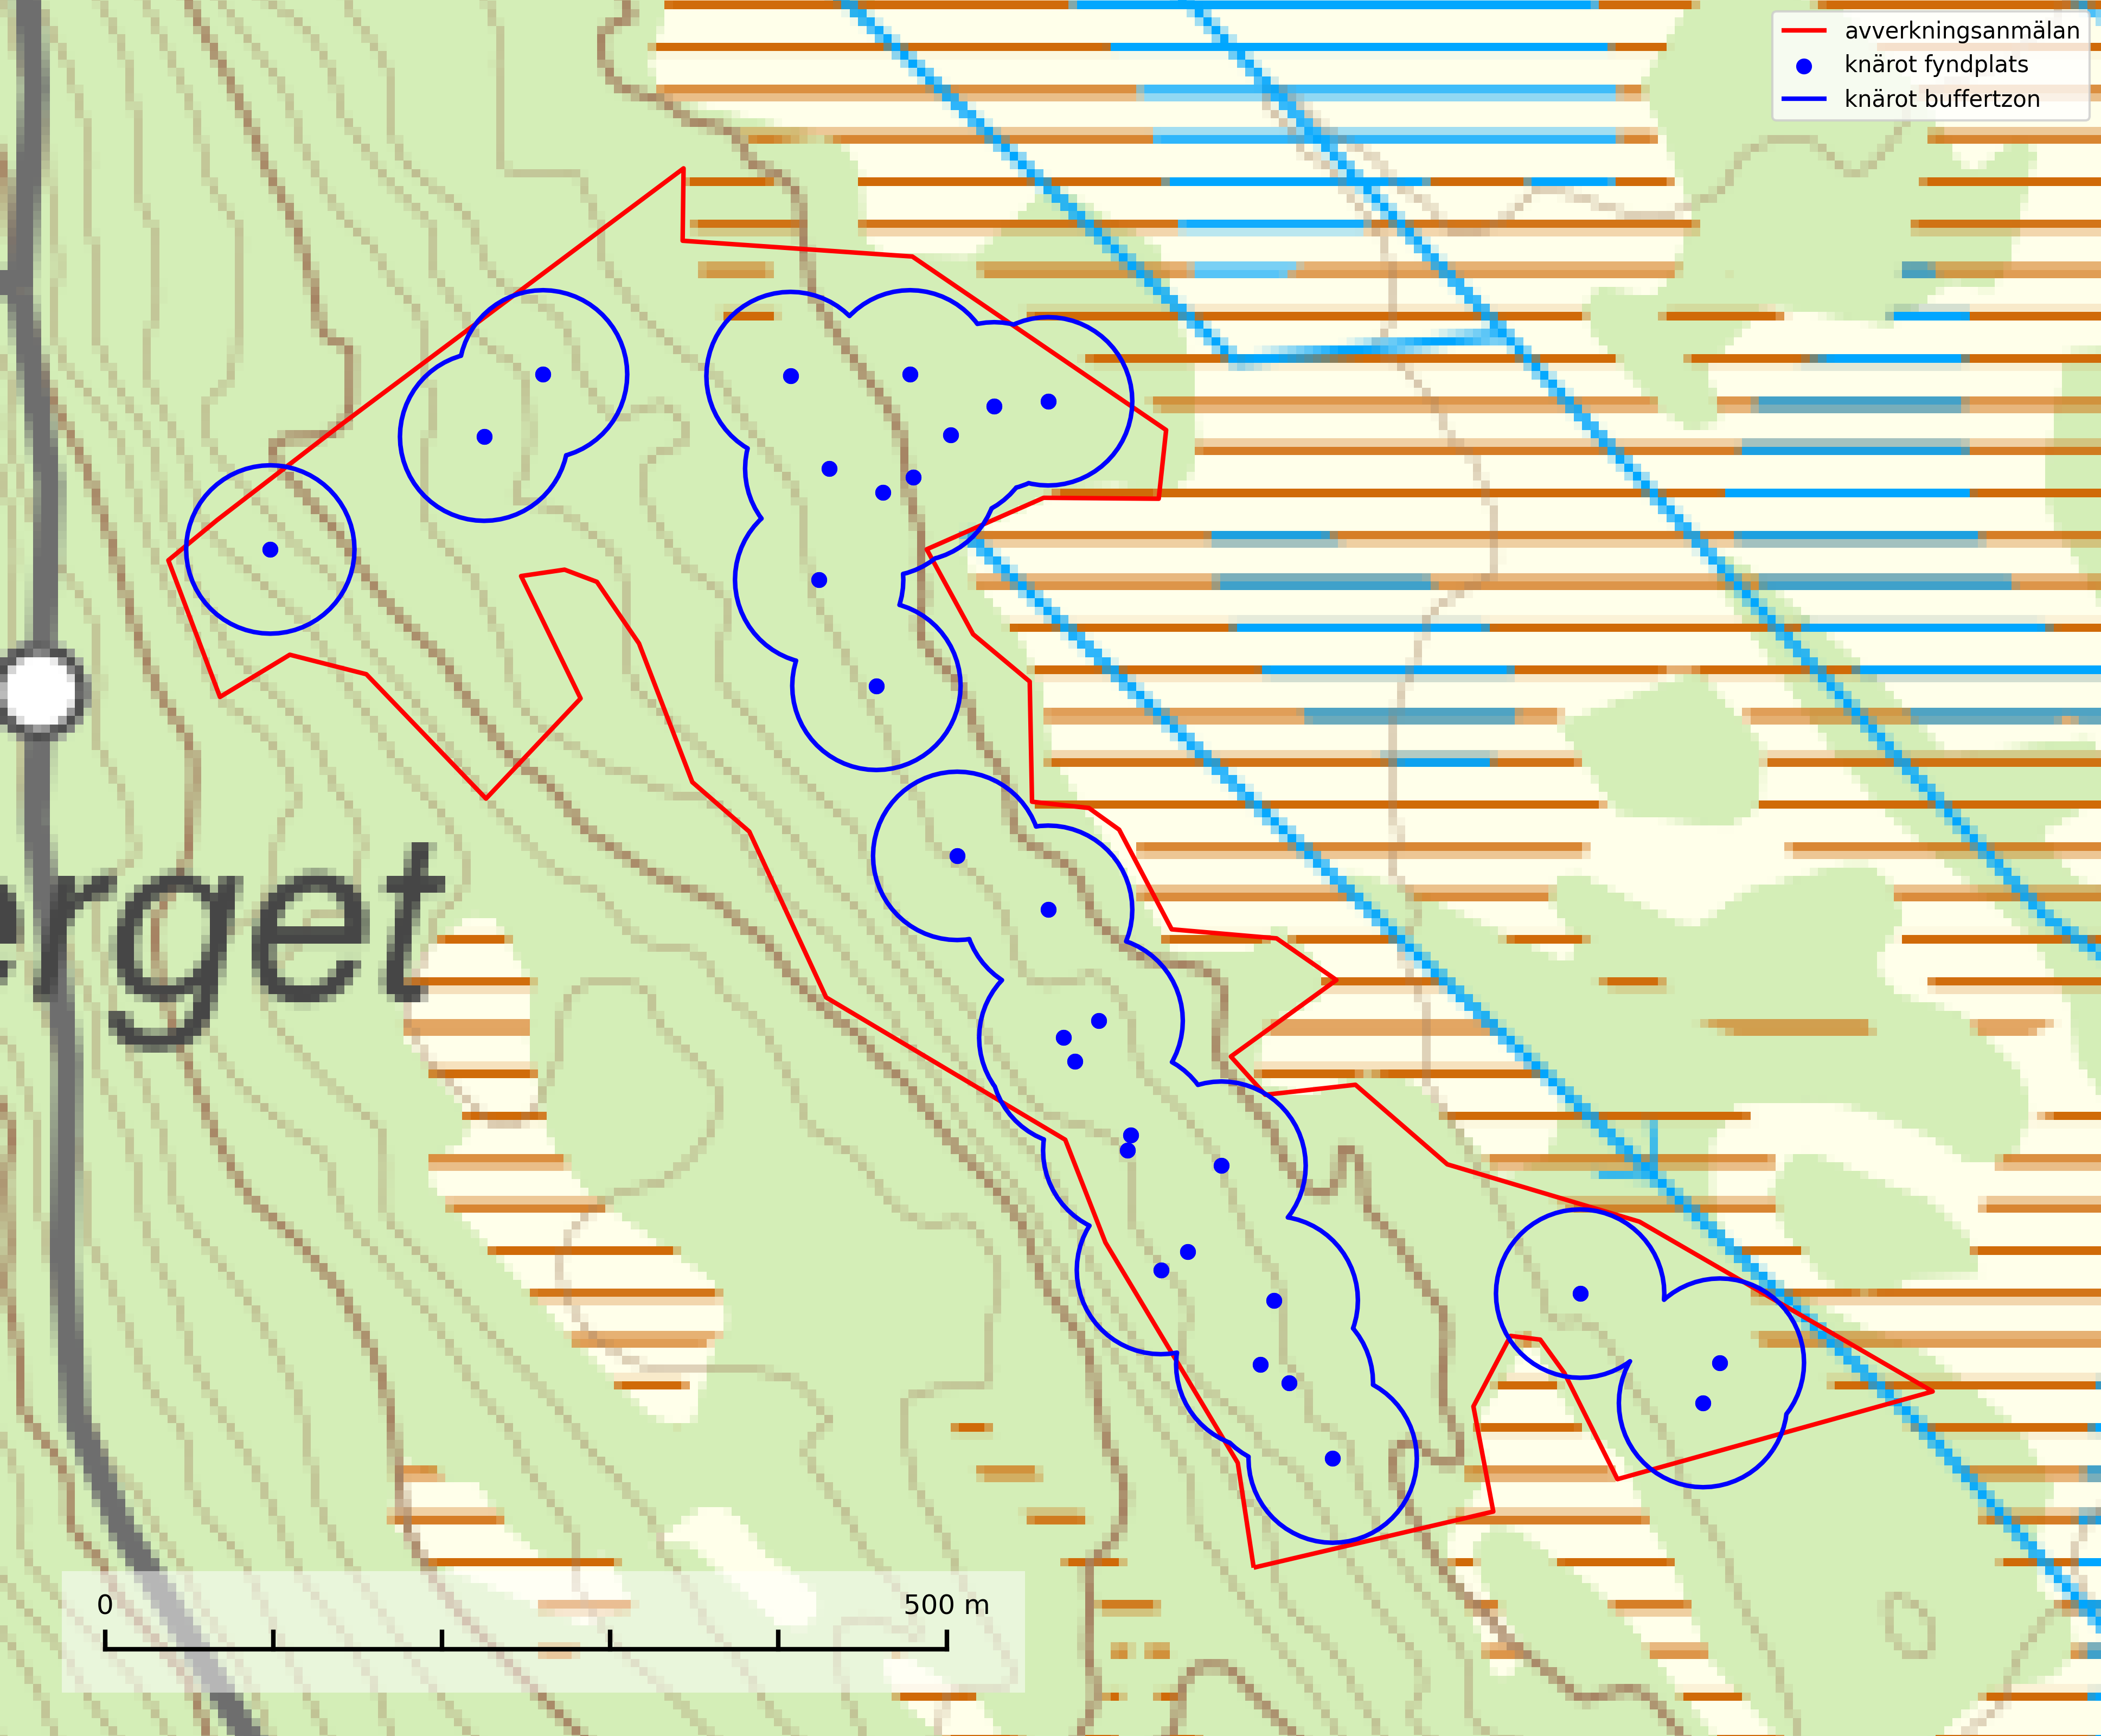 avverkningsanmälan
knärot fyndplats
knärot buffertzon
erget
0 500 m